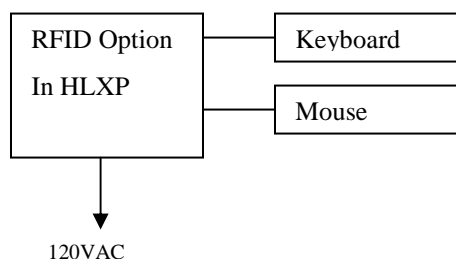 RFID Option
In HLXP
Keyboard
Mouse
120VAC